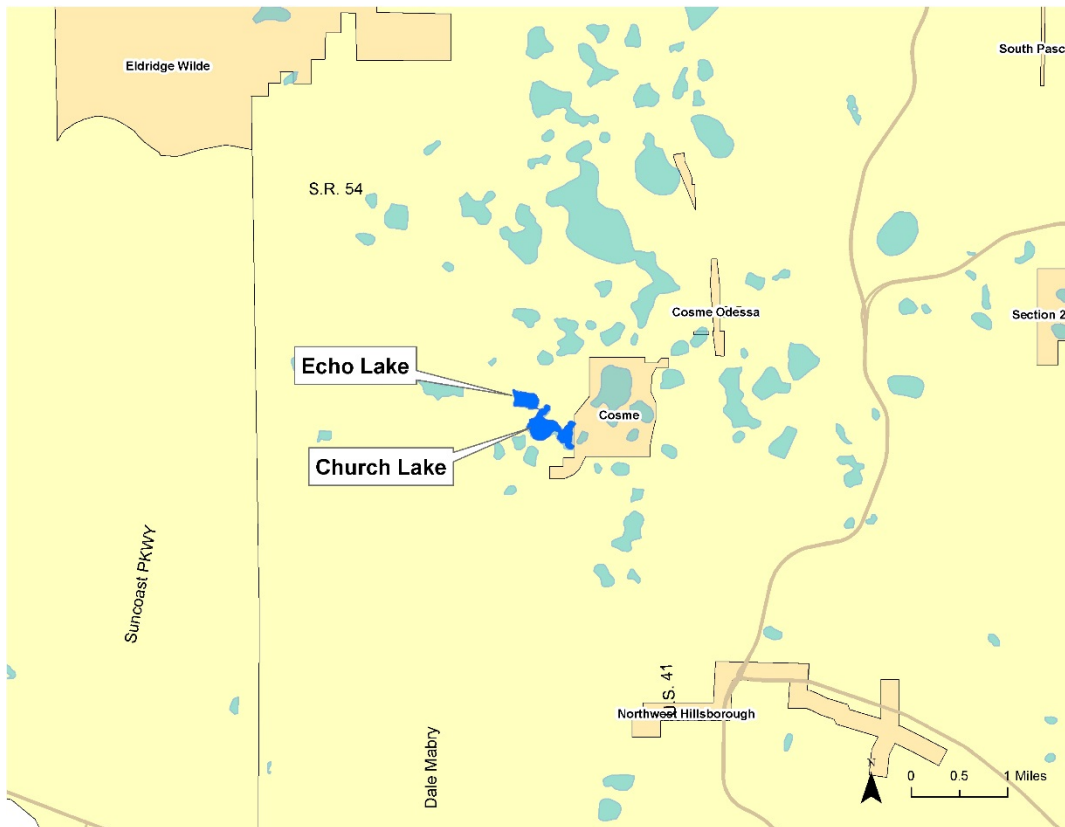 Eldridge Wilde
South Pasc
S.R. 54
Cosme Odessa
Section 2
Echo Lake
Cosme
Church Lake
Suncoast PKWY
U.S. 41
Northwest Hillsborough
Dale Mabry
N
0 0.5 1 Miles